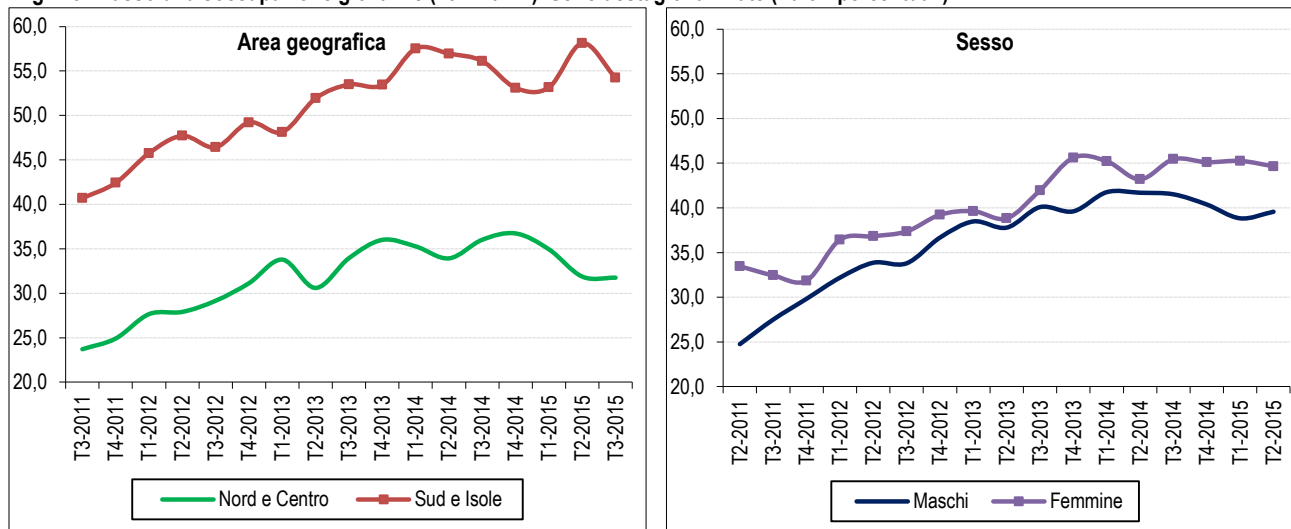 Area geografica
60,0
55,0
50,0
45,0
40,0
35,0
30,0
25,0
20,0
T3-2011
T4-2011
T1-2012
T2-2012
T3-2012
T4-2012
T1-2013
T2-2013
T3-2013
T4-2013
T1-2014
T2-2014
T3-2014
T4-2014
T1-2015
T2-2015
T3-2015
Nord e Centro
Sud e Isole
Sesso
60,0
55,0
50,0
45,0
40,0
35,0
30,0
25,0
20,0
T2-2011
T3-2011
T4-2011
T1-2012
T2-2012
T3-2012
T4-2012
T1-2013
T2-2013
T3-2013
T4-2013
T1-2014
T2-2014
T3-2014
T4-2014
T1-2015
T2-2015
Maschi
Femmine